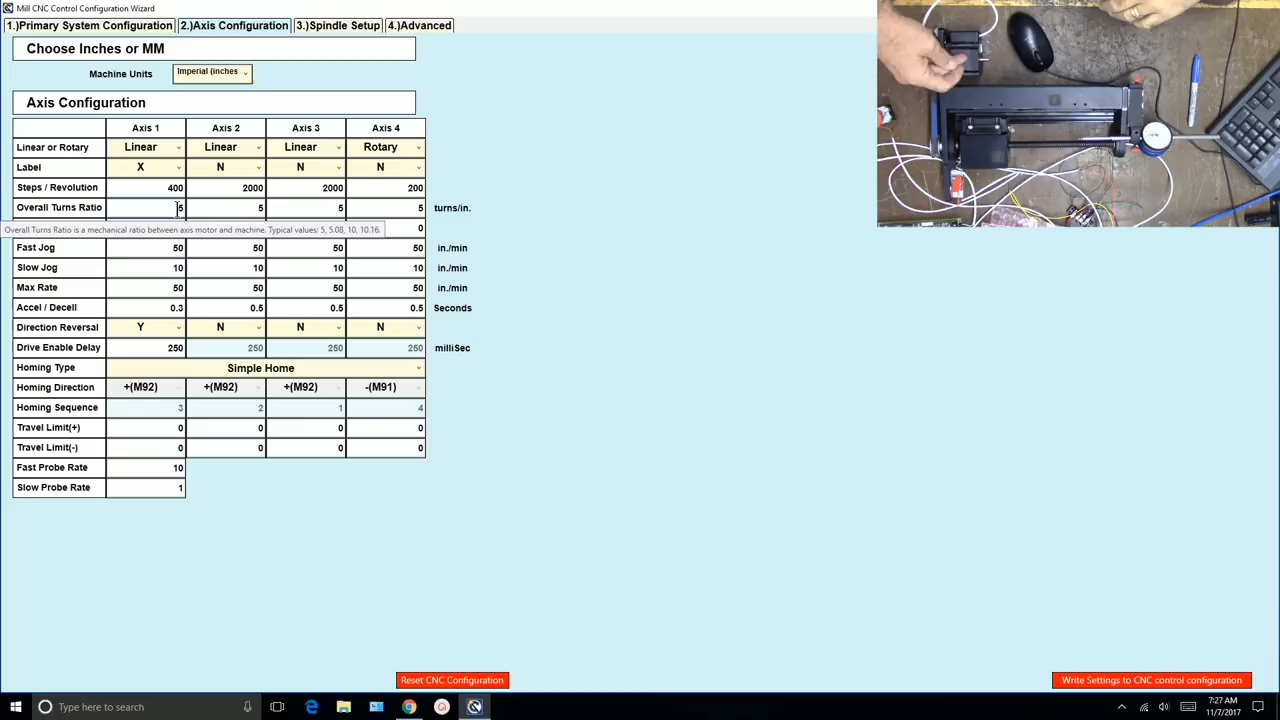 Mill CNC Control Configuration Wizard
1.)Primary System Configuration 2.)Axis Configuration 3.)Spindle Setup 4.)Advanced
Choose Inches or MM
Machine Units Imperial (inches
Axis Configuration
Axis 1 Axis 2 Axis 3 Axis 4
Linear or Rotary Linear Linear Linear Rotary
Label X N N N
Steps / Revolution 400 2000 2000 200
Overall Turns Ratio 5 5 5 5 turns/in.
Overall Turns Ratio is a mechanical ratio between axis motor and machine. Typical values: 5, 5.08, 10, 10.16. 0
Fast Jog 50 50 50 50 in./min
Slow Jog 10 10 10 10 in./min
Max Rate 50 50 50 50 in./min
Accel / Decell 0.3 0.5 0.5 0.5 Seconds
Direction Reversal Y N N N
Drive Enable Delay 250 250 250 250 milliSec
Homing Type Simple Home
Homing Direction +(M92) +(M92) +(M92) -(M91)
Homing Sequence 3 2 1 4
Travel Limit(+) 0 0 0 0
Travel Limit(-) 0 0 0 0
Fast Probe Rate 10
Slow Probe Rate 1
Reset CNC Configuration Write Settings to CNC control configuration
Type here to search
7:27 AM
11/7/2017